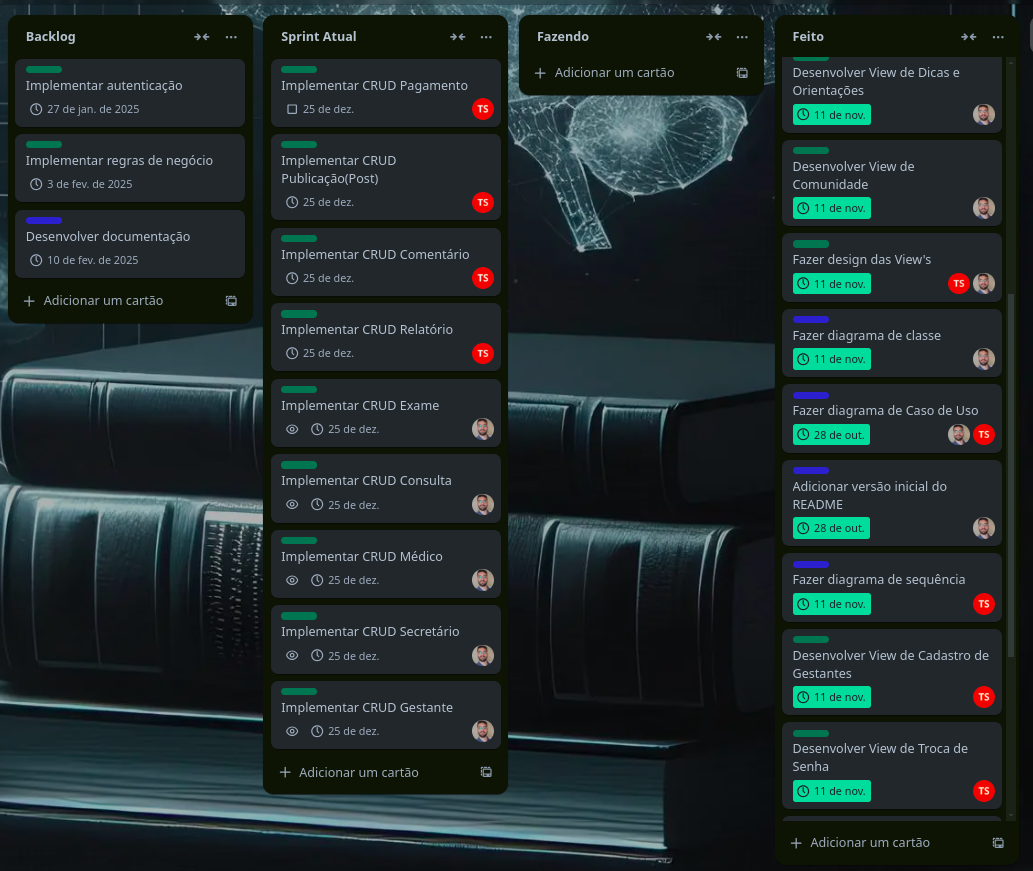 Backlog
Implementar autenticação
27 de jan. de 2025
Implementar regras de negócio
3 de fev. de 2025
Desenvolver documentação
10 de fev. de 2025
Adicionar um cartão
Sprint Atual
Implementar CRUD Pagamento
25 de dez.
TS
Implementar CRUD
Publicação(Post)
25 de dez.
TS
Implementar CRUD Comentário
25 de dez.
TS
Implementar CRUD Relatório
25 de dez.
TS
Implementar CRUD Exame
25 de dez.
Implementar CRUD Consulta
25 de dez.
Implementar CRUD Médico
25 de dez.
Implementar CRUD Secretário
25 de dez.
Implementar CRUD Gestante
25 de dez.
Adicionar um cartão
Fazendo
Adicionar um cartão
Feito
Desenvolver View de Dicas e
Orientações
11 de nov.
Desenvolver View de
Comunidade
11 de nov.
Fazer design das View's
11 de nov.
TS
Fazer diagrama de classe
11 de nov.
Fazer diagrama de Caso de Uso
28 de out.
TS
Adicionar versão inicial do
README
28 de out.
Fazer diagrama de sequência
11 de nov.
TS
Desenvolver View de Cadastro de
Gestantes
11 de nov.
TS
Desenvolver View de Troca de
Senha
11 de nov.
TS
Adicionar um cartão